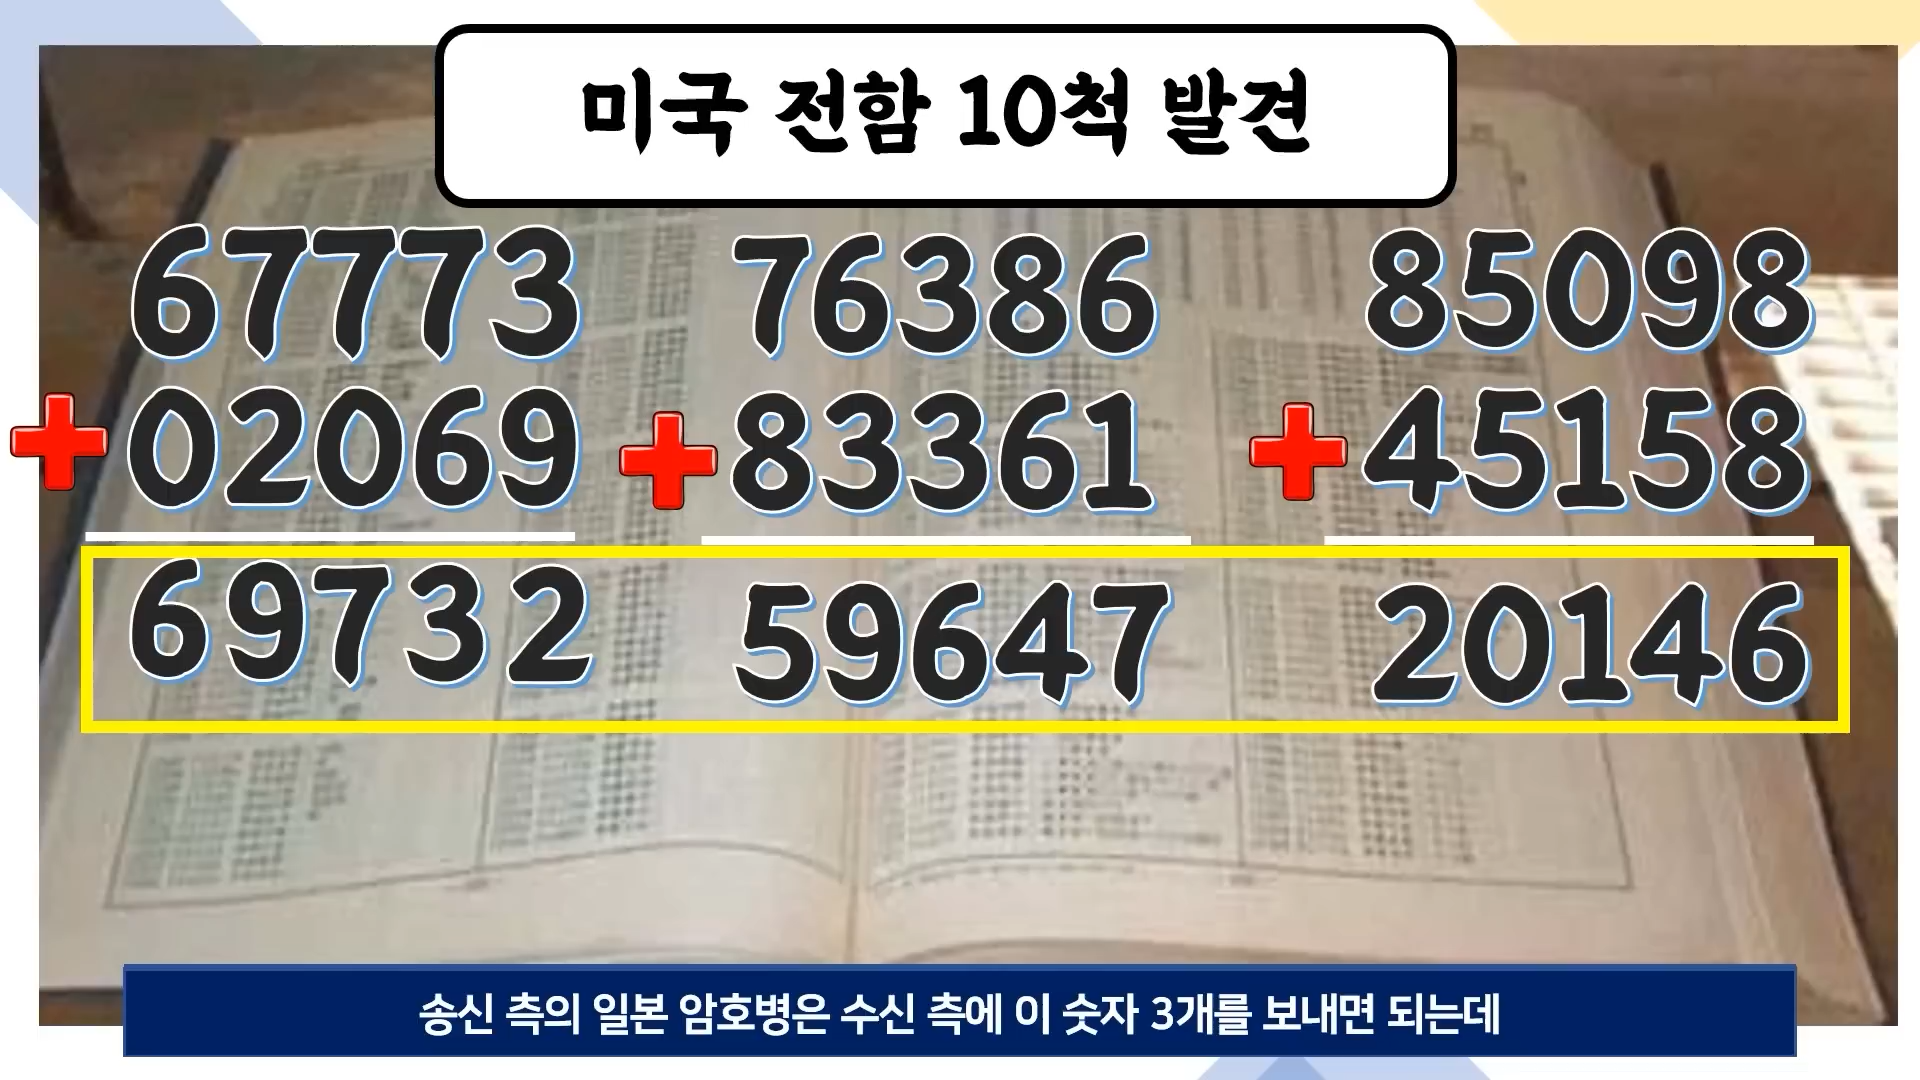 미국 전함 10척 발견
67773 76386 85098
+ 02069 + 83361 + 45158
69732 59647 20146
송신 측의 일본 암호병은 수신 측에 이 숫자 3개를 보내면 되는데